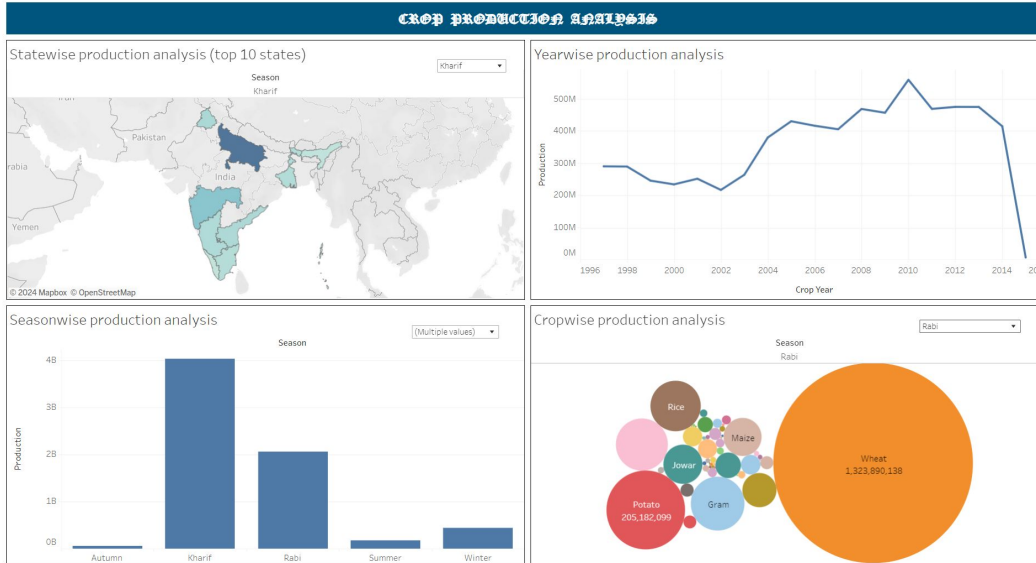 CROP PRODUCTION ANALYSIS
Statewise production analysis (top 10 states)
Kharif
Season
Kharif
Iran
Pakistan
rabia
India
Yemen
© 2024 Mapbox © OpenStreetMap
Yearwise production analysis
500M
400M
300M
200M
100M
0M
Production
1996 1998 2000 2002 2004 2006 2008 2010 2012 2014
Crop Year
Seasonwise production analysis
(Multiple values)
Season
4B
3B
2B
1B
0B
Production
Autumn Kharif Rabi Summer Winter
Cropwise production analysis
Rabi
Season
Rabi
Rice
Maize
Jowar
Wheat
1,323,890,138
Potato
205,182,099
Gram